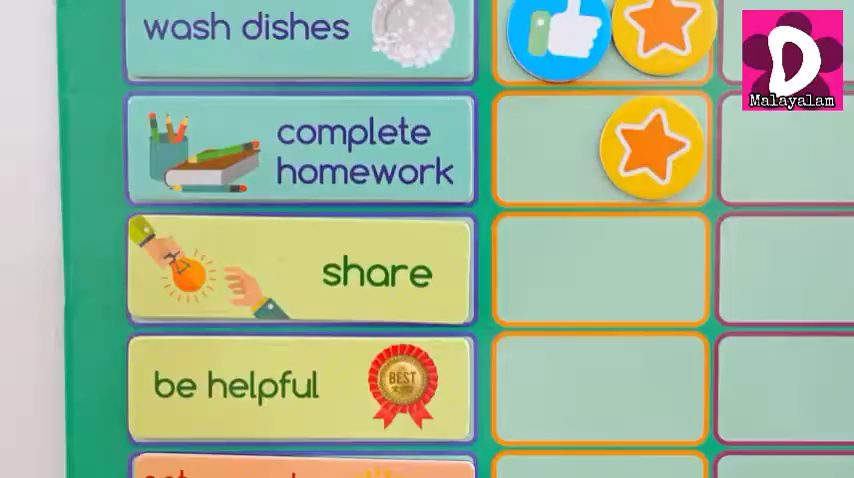 wash dishes
D
Malayalam
complete
homework
share
be helpful
BEST